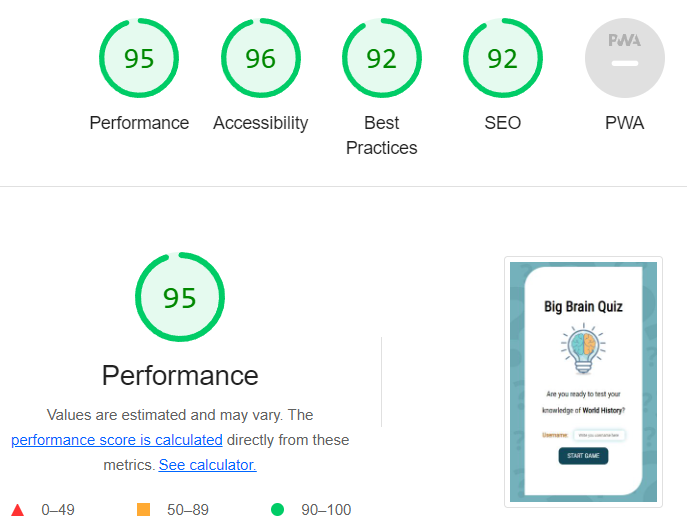 95 96 92 92 PWA
Performance Accessibility Best Practices SEO PWA
95
Performance
Values are estimated and may vary. The
performance score is calculated directly from these
metrics. See calculator.
0–49 50–89 90–100
Big Brain Quiz
Are you ready to test your
knowledge of World History?
Username: Write your username here
START GAME